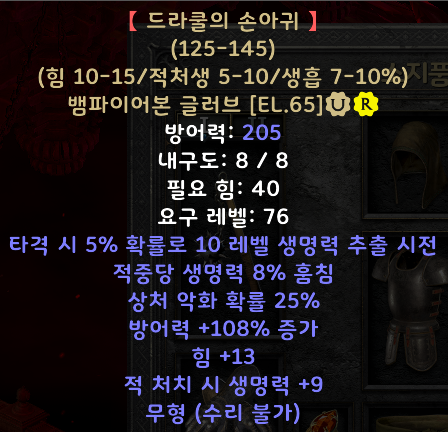 【 드라쿨의 손아귀 】
(125-145)
(힘 10-15/적처생 5-10/생흡 7-10%)
뱀파이어본 글러브 [EL.65] U R
방어력: 205
내구도: 8 / 8
필요 힘: 40
요구 레벨: 76
타격 시 5% 확률로 10 레벨 생명력 추출 시전
적중당 생명력 8% 훔침
상처 악화 확률 25%
방어력 +108% 증가
힘 +13
적 처치 시 생명력 +9
무형 (수리 불가)